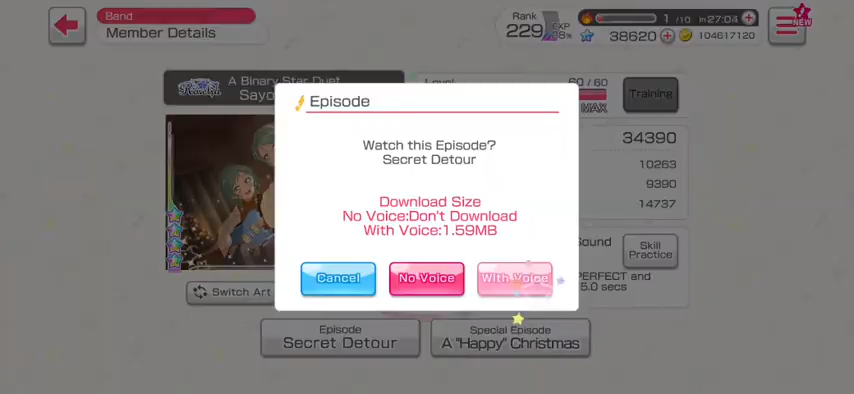 Band
Member Details
Rank
229
EXP
1 /10
in 27:04
38620
104617120
NEW
Roselia
A Binary Star Duet
Sayo
Level:
60 / 60
MAX
Training
34390
10263
9390
14737
Episode
Watch this Episode?
Secret Detour
Download Size
No Voice:Don't Download
With Voice:1.59MB
Cancel
No Voice
With Voice
ound
Skill
Practice
PERFECT and
5.0 secs
Switch Art
Episode
Secret Detour
Special Episode
A "Happy" Christmas